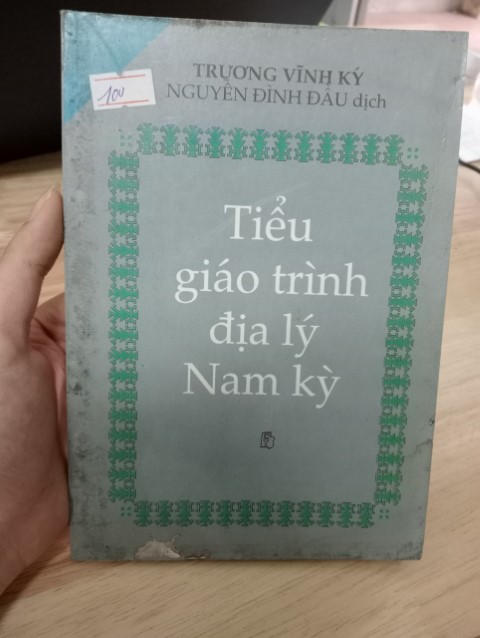 100
TRƯƠNG VĨNH KÝ
NGUYỄN ĐÌNH ĐẦU dịch
Tiểu
giáo trình
địa lý
Nam kỳ